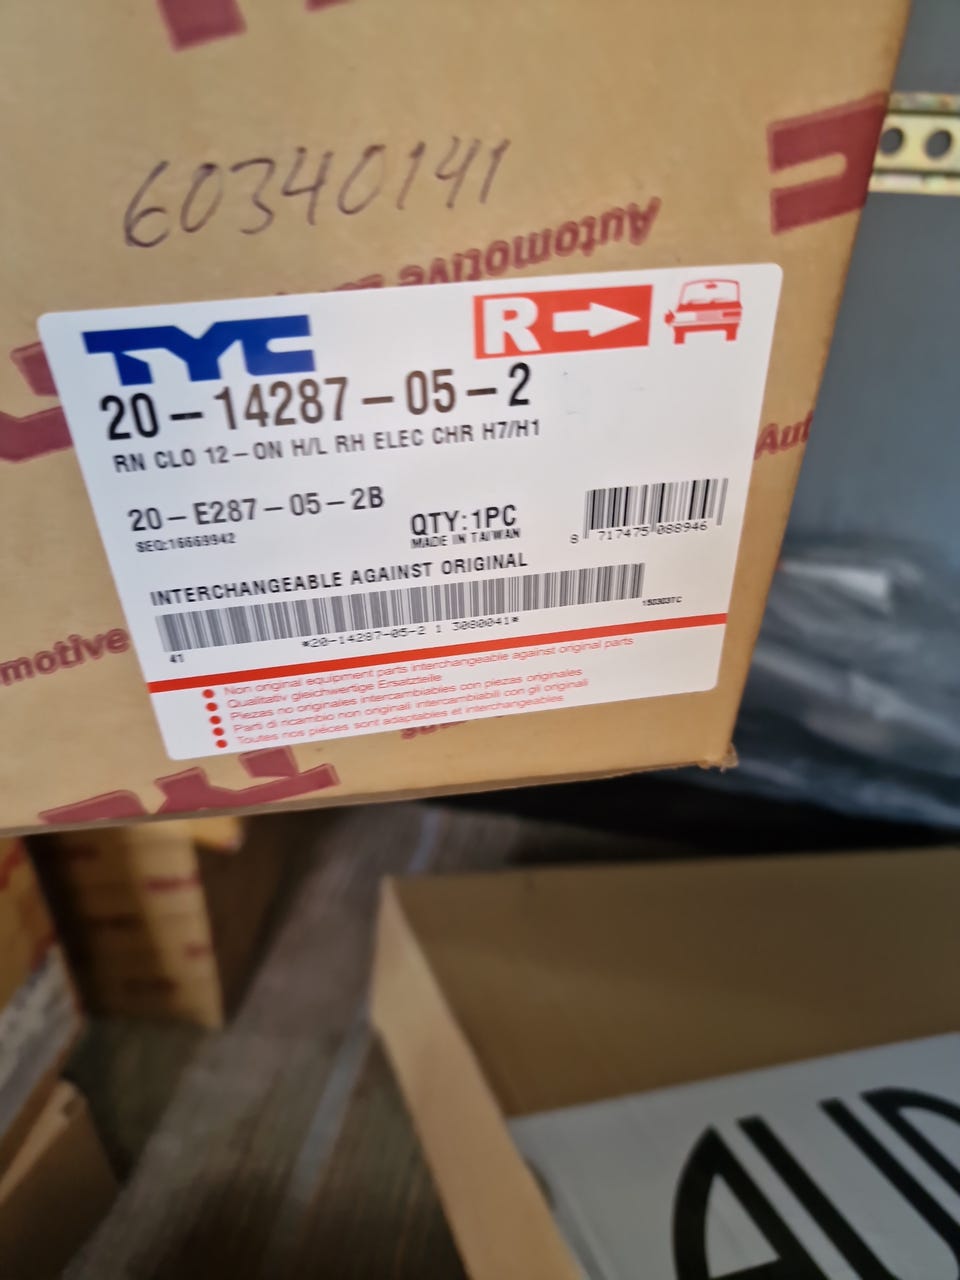 60340141
Automotive
TYC
R
20-14287-05-2
RN CLO 12-ON H/L RH ELEC CHR H7/H1
20-E287-05-2B
SEQ:16669942
QTY:1PC
MADE IN TAIWAN
8 717475 088946
INTERCHANGEABLE AGAINST ORIGINAL
*20-14287-05-2 1 3080041*
41
150303TC
Non original equipment parts interchangeable against original parts
Qualitativ gleichwertige Ersatzteile
Piezas no originales intercambiables con piezas originales
Parti di ricambio non originali intercambiabili con gli originali
Toutes nos pièces sont adaptables et interchangeables
Aut
motive